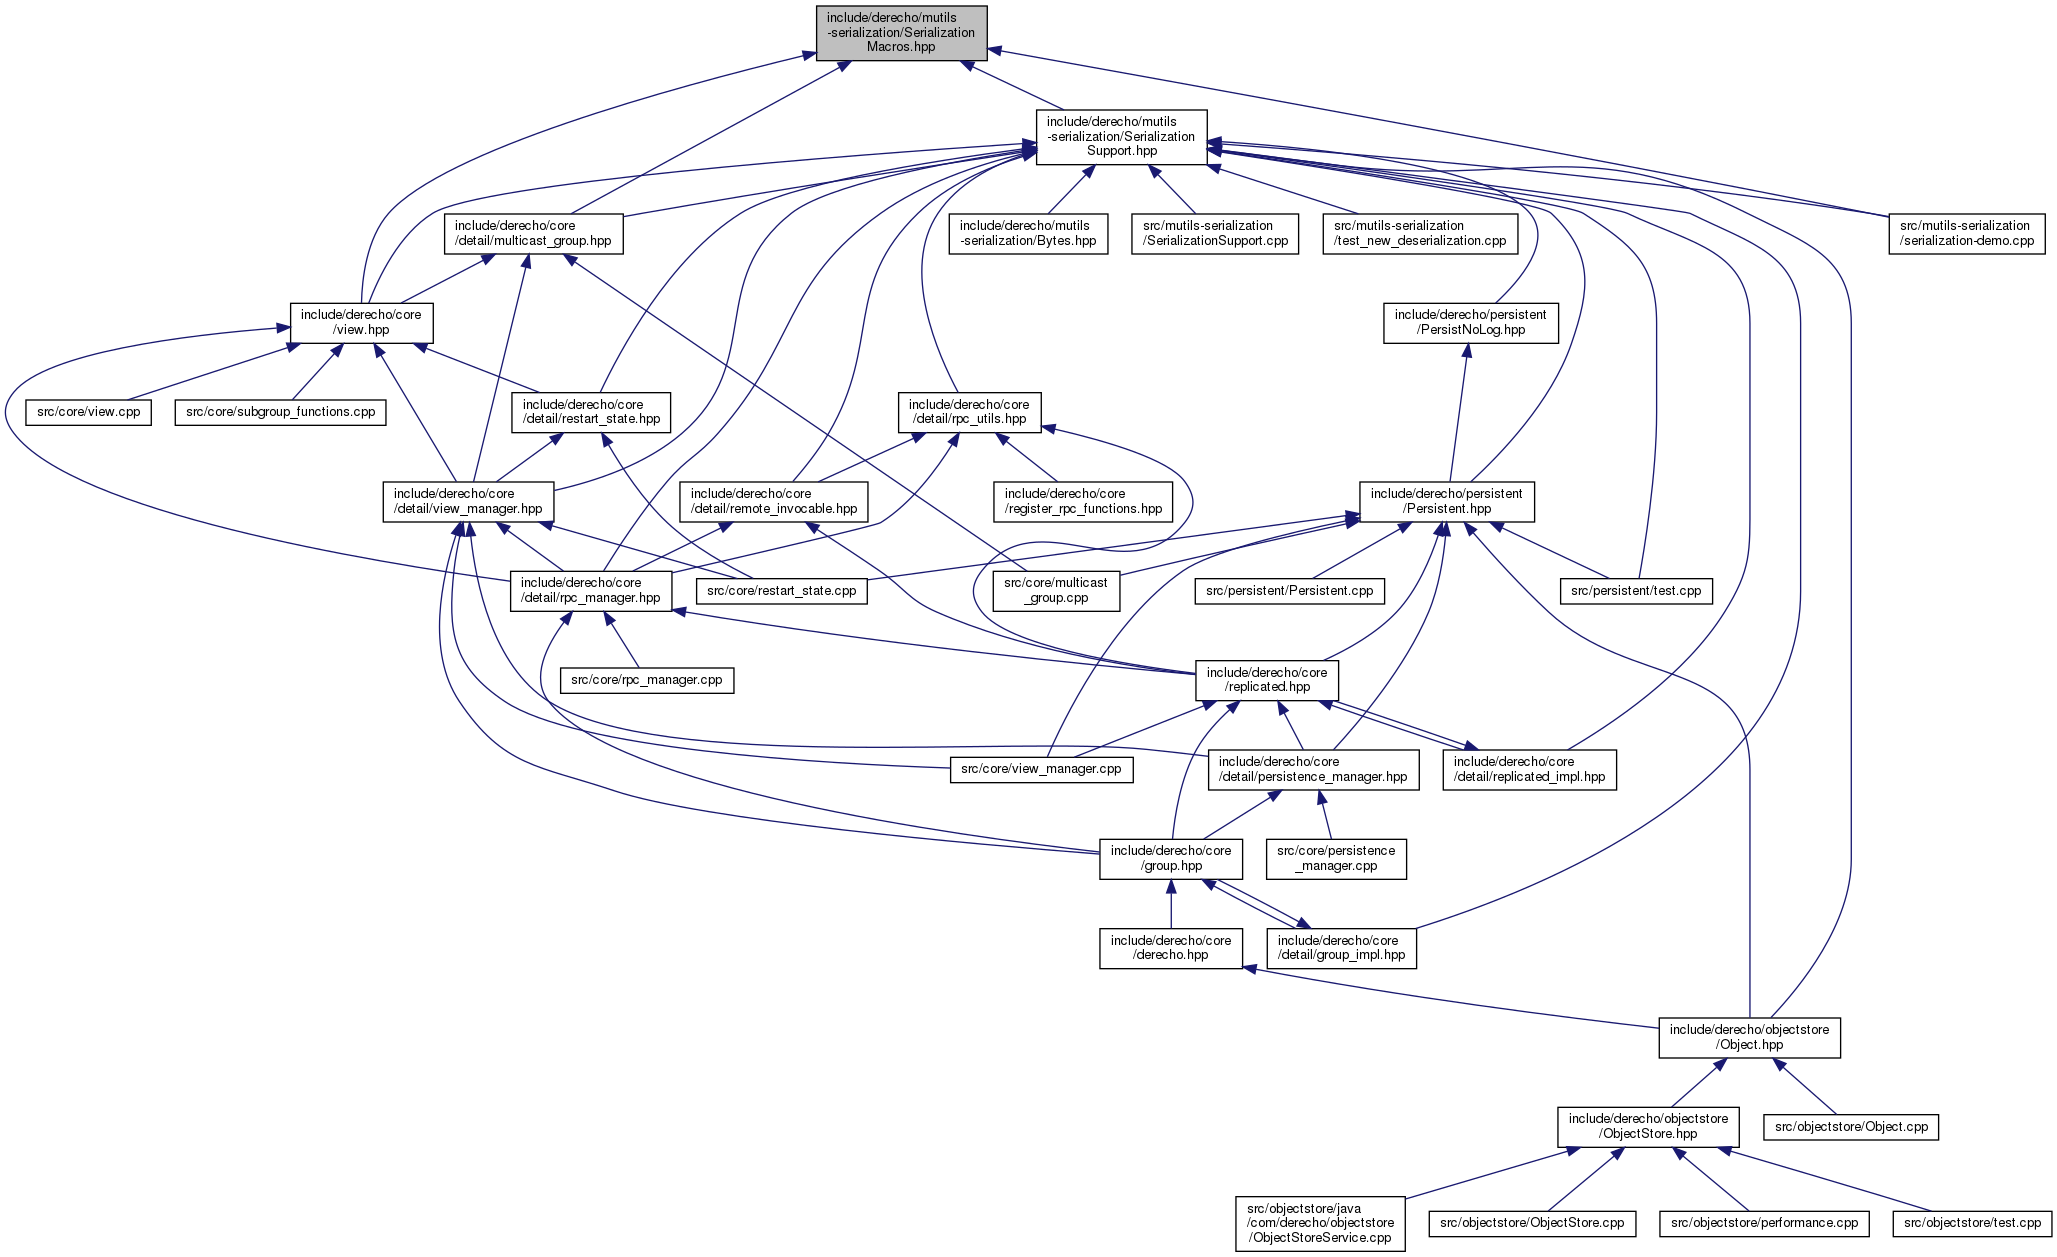 include/derecho/mutils
-serialization/Serialization
Macros.hpp
include/derecho/mutils
-serialization/Serialization
Support.hpp
include/derecho/core
/detail/multicast_group.hpp
include/derecho/mutils
-serialization/Bytes.hpp
src/mutils-serialization
/SerializationSupport.cpp
src/mutils-serialization
/test_new_deserialization.cpp
src/mutils-serialization
/serialization-demo.cpp
include/derecho/core
/view.hpp
include/derecho/persistent
/PersistNoLog.hpp
src/core/view.cpp
src/core/subgroup_functions.cpp
include/derecho/core
/detail/restart_state.hpp
include/derecho/core
/detail/rpc_utils.hpp
include/derecho/core
/detail/view_manager.hpp
include/derecho/core
/detail/remote_invocable.hpp
include/derecho/core
/register_rpc_functions.hpp
include/derecho/persistent
/Persistent.hpp
include/derecho/core
/detail/rpc_manager.hpp
src/core/restart_state.cpp
src/core/multicast
_group.cpp
src/persistent/Persistent.cpp
src/persistent/test.cpp
src/core/rpc_manager.cpp
include/derecho/core
/replicated.hpp
src/core/view_manager.cpp
include/derecho/core
/detail/persistence_manager.hpp
include/derecho/core
/detail/replicated_impl.hpp
include/derecho/core
/group.hpp
src/core/persistence
_manager.cpp
include/derecho/core
/derecho.hpp
include/derecho/core
/detail/group_impl.hpp
include/derecho/objectstore
/Object.hpp
include/derecho/objectstore
/ObjectStore.hpp
src/objectstore/Object.cpp
src/objectstore/java
/com/derecho/objectstore
/ObjectStoreService.cpp
src/objectstore/ObjectStore.cpp
src/objectstore/performance.cpp
src/objectstore/test.cpp